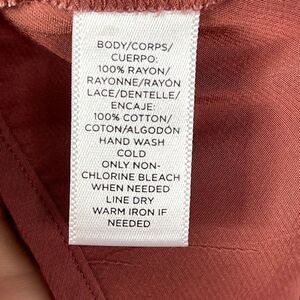 BODY/CORPS/
CUERPO:
100% RAYON/
RAYONNE/RAYÓN
LACE/DENTELLE/
ENCAJE:
100% COTTON/
COTON/ALGODÓN
HAND WASH
COLD
ONLY NON-
CHLORINE BLEACH
WHEN NEEDED
LINE DRY
WARM IRON IF
NEEDED